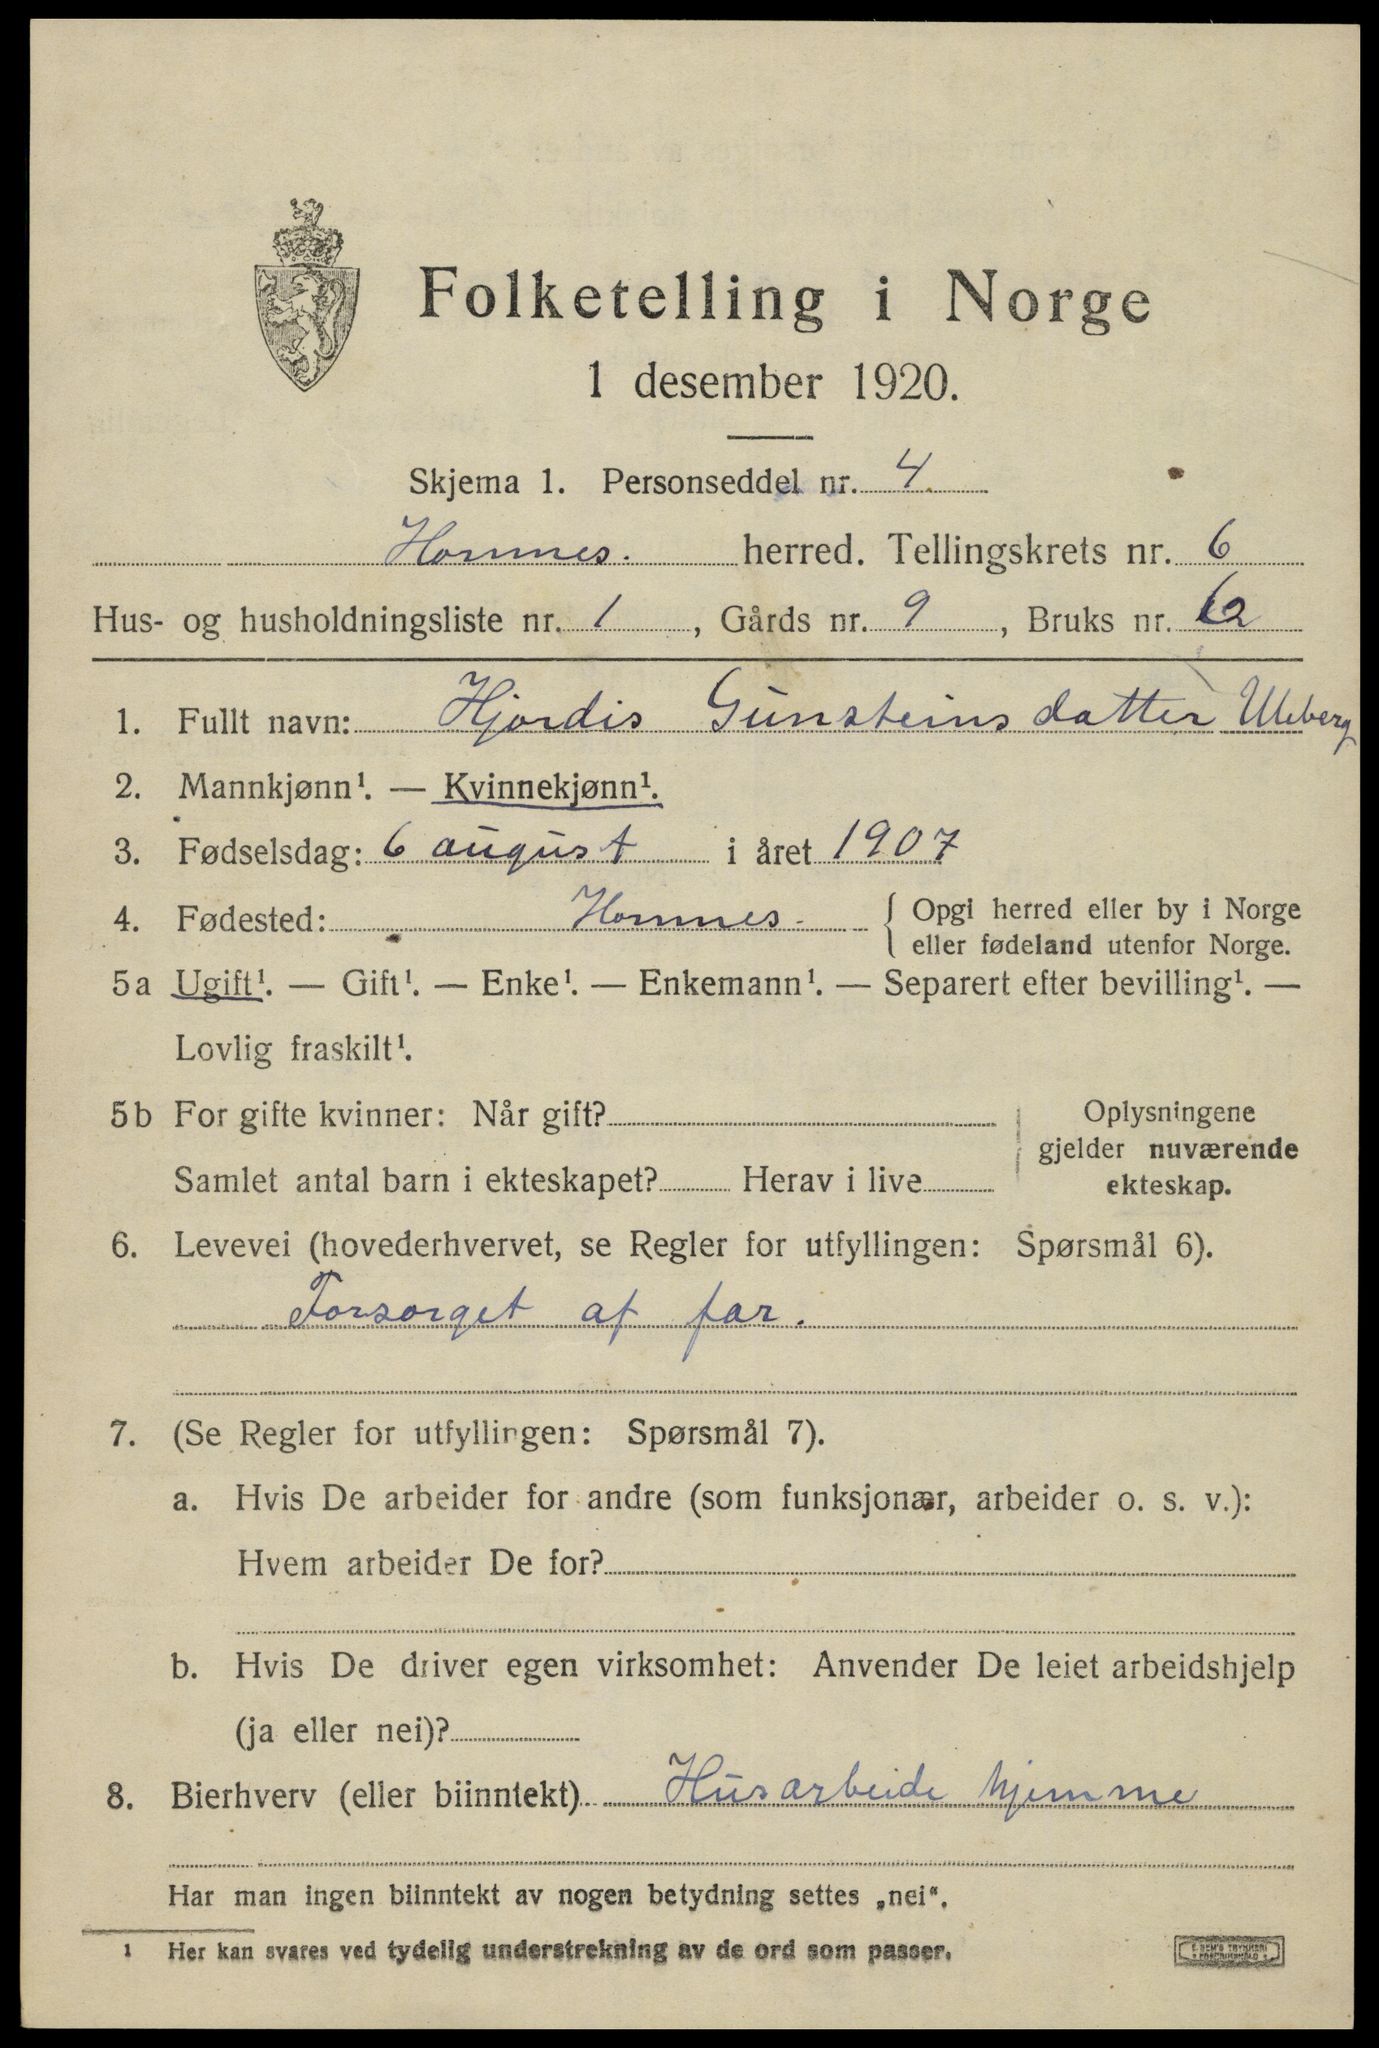 Folketelling i Norge
1 desember 1920.
Skjema 1. Personseddel nr. 4.
Hornnes. herred. Tellingskrets nr. 6
Hus- og husholdningsliste nr. 1, Gårds nr. 9, Bruks nr.
1. Fullt navn: Hjordis Gunsteinsdatter Uleberg
2. Mannkjønn¹. — Kvinnekjønn¹.
3. Fødselsdag: 6 august i året 1907
4. Fødested: Hornnes. { Opgi herred eller by i Norge
eller fødeland utenfor Norge.
5a Ugift¹. — Gift¹. — Enke¹. — Enkemann¹. — Separert efter bevilling¹. —
Lovlig fraskilt¹.
5b For gifte kvinner: Når gift?
Samlet antal barn i ekteskapet? Herav i live
Oplysningene
gjelder nuværende
ekteskap.
6. Levevei (hovederhvervet, se Regler for utfyllingen: Spørsmål 6).
Forsorget af far.
7. (Se Regler for utfyllingen: Spørsmål 7).
a. Hvis De arbeider for andre (som funksjonær, arbeider o. s. v.):
Hvem arbeider De for?
b. Hvis De driver egen virksomhet: Anvender De leiet arbeidshjelp
(ja eller nei)?
8. Bierhverv (eller biinntekt) Husarbeide hjemme
Har man ingen biinntekt av nogen betydning settes „nei“.
1 Her kan svares ved tydelig understrekning av de ord som passer.